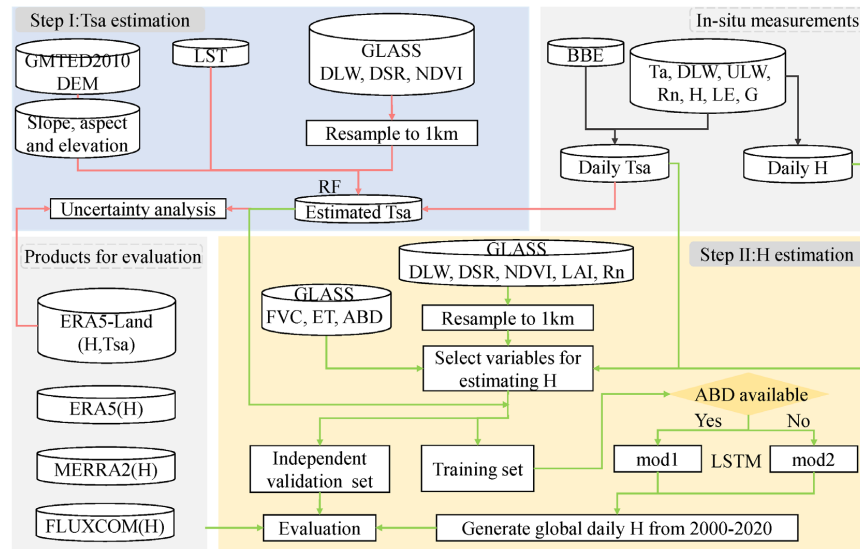 Step I:Tsa estimation
GMTED2010
DEM
LST
GLASS
DLW, DSR, NDVI
Slope, aspect
and elevation
Resample to 1km
RF
Uncertainty analysis
Estimated Tsa
In-situ measurements
BBE
Ta, DLW, ULW,
Rn, H, LE, G
Daily Tsa
Daily H
Products for evaluation
ERA5-Land
(H,Tsa)
ERA5(H)
MERRA2(H)
FLUXCOM(H)
Step II:H estimation
GLASS
DLW, DSR, NDVI, LAI, Rn
GLASS
FVC, ET, ABD
Resample to 1km
Select variables for
estimating H
ABD available
Yes
No
Independent
validation set
Training set
mod1
LSTM
mod2
Evaluation
Generate global daily H from 2000-2020